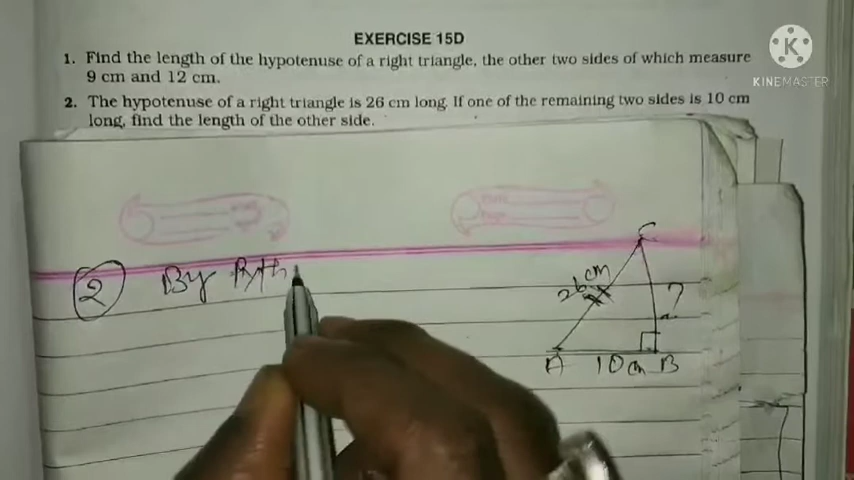 EXERCISE 15D
1. Find the length of the hypotenuse of a right triangle, the other two sides of which measure
9 cm and 12 cm.
2. The hypotenuse of a right triangle is 26 cm long. If one of the remaining two sides is 10 cm
long, find the length of the other side.
K
KINEMASTER
2 By Pyth
C
26 cm
?
A 10 cm B